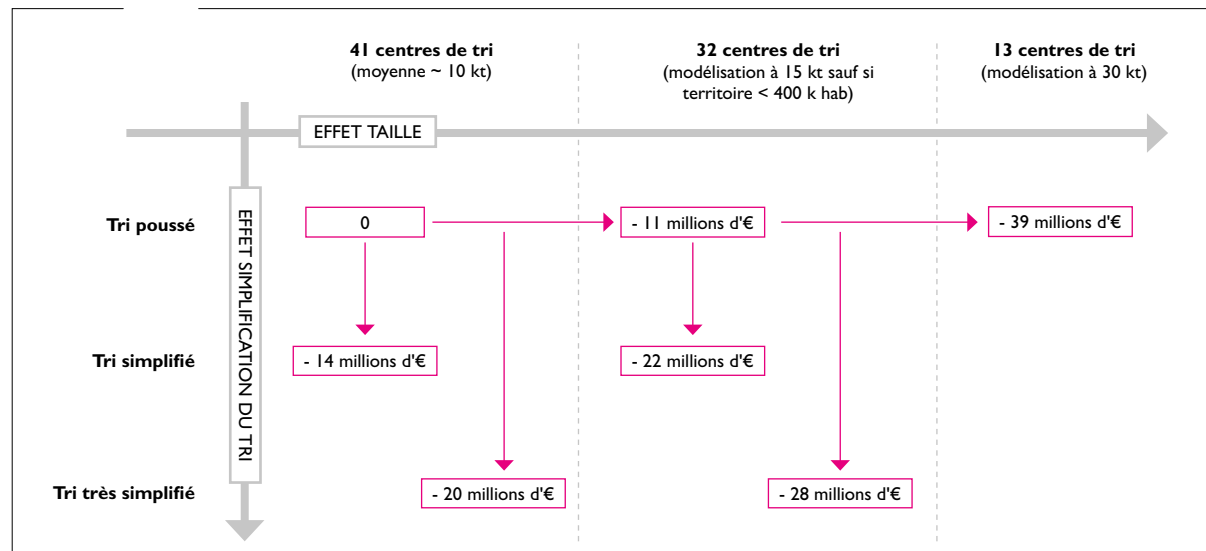 41 centres de tri
(moyenne ~ 10 kt)
32 centres de tri
(modélisation à 15 kt sauf si
territoire < 400 k hab)
13 centres de tri
(modélisation à 30 kt)
EFFET TAILLE
EFFET SIMPLIFICATION DU TRI
Tri poussé
0
- 11 millions d'€
- 39 millions d'€
Tri simplifié
- 14 millions d'€
- 22 millions d'€
Tri très simplifié
- 20 millions d'€
- 28 millions d'€